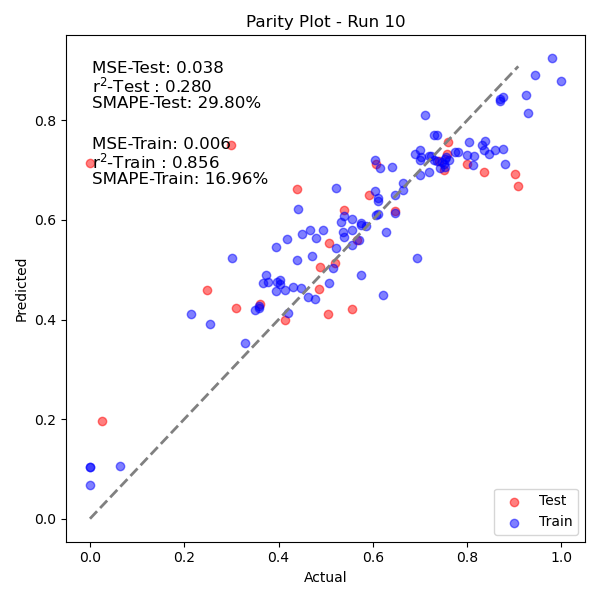 Parity Plot - Run 10
MSE-Test: 0.038
r²-Test : 0.280
SMAPE-Test: 29.80%
MSE-Train: 0.006
r²-Train : 0.856
SMAPE-Train: 16.96%
0.8
0.6
0.4
0.2
0.0
Predicted
0.0 0.2 0.4 0.6 0.8 1.0
Actual
Test
Train